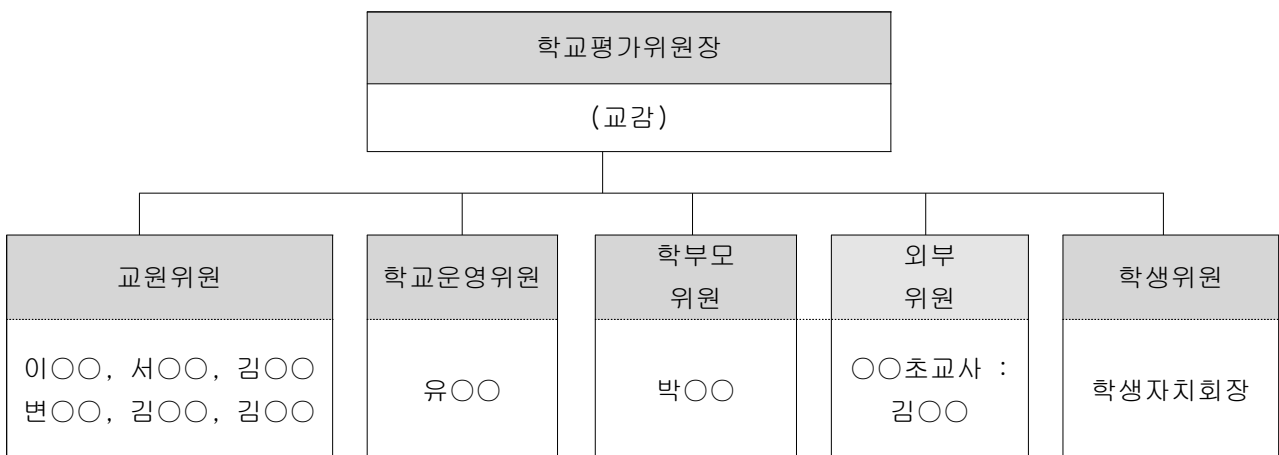 학교평가위원장
(교감)
교원위원
이○○, 서○○, 김○○
변○○, 김○○, 김○○
학교운영위원
유○○
학부모
위원
박○○
외부
위원
○○초교사 :
김○○
학생위원
학생자치회장